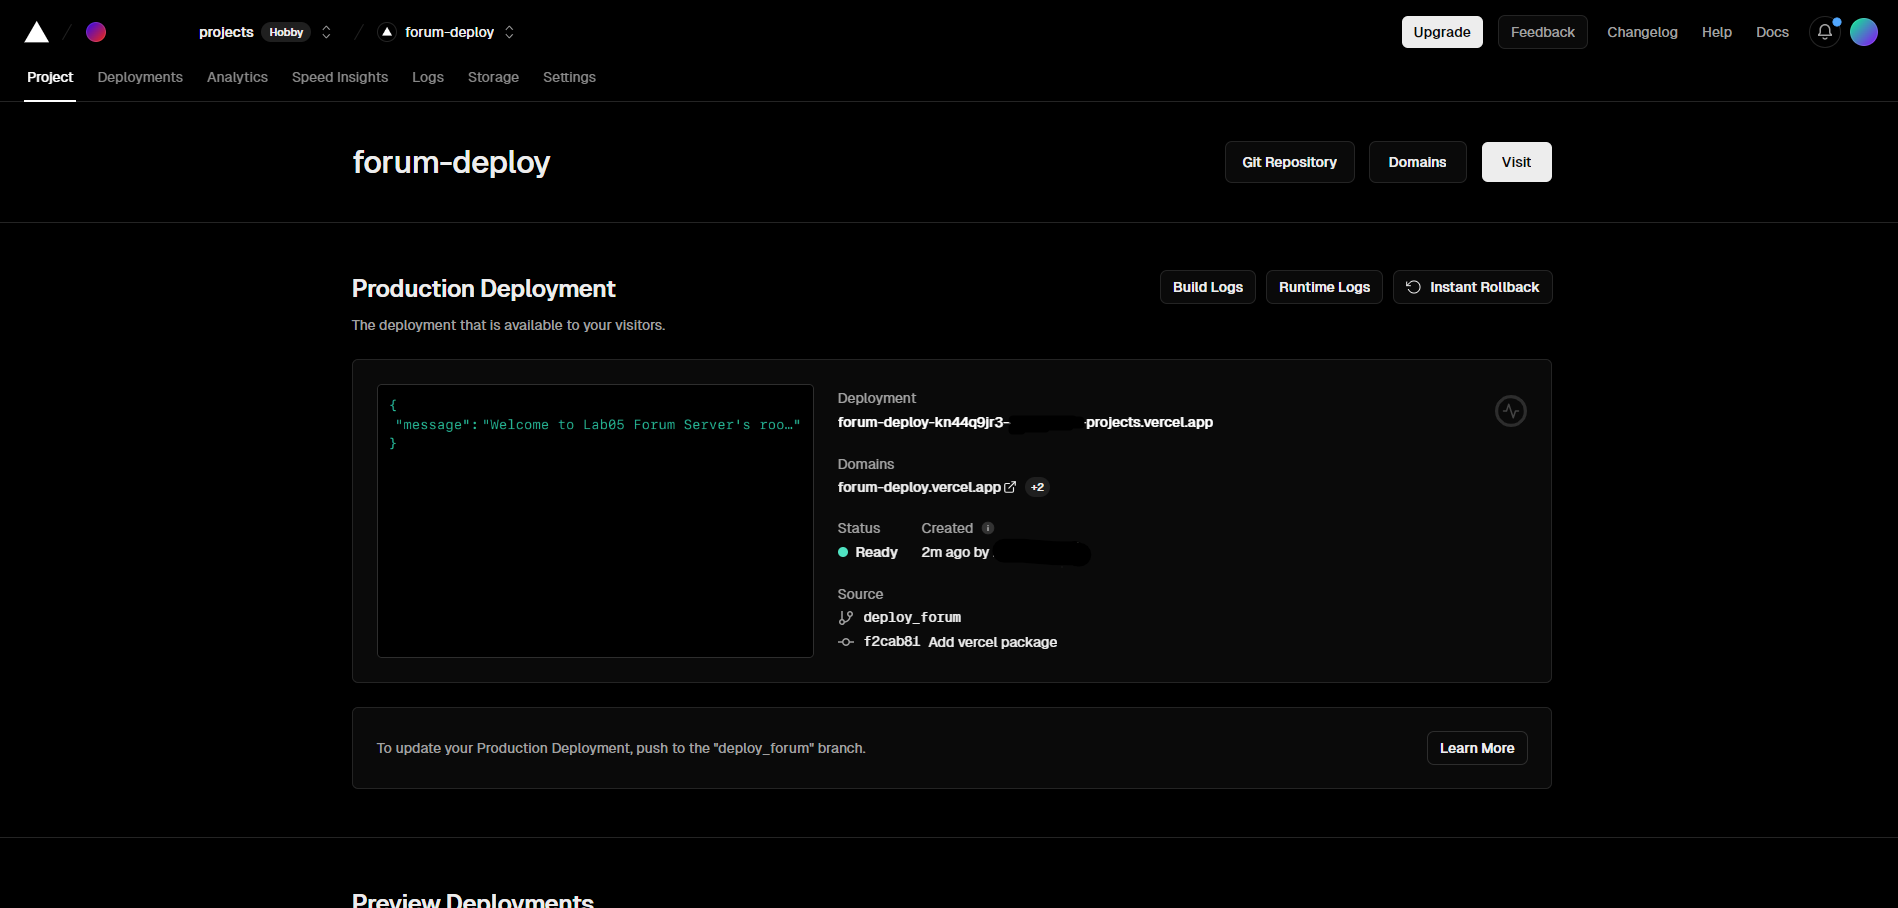 projects Hobby forum-deploy Upgrade Feedback Changelog Help Docs
Project Deployments Analytics Speed Insights Logs Storage Settings
forum-deploy Git Repository Domains Visit
Production Deployment Build Logs Runtime Logs Instant Rollback
The deployment that is available to your visitors.
{
"message":"Welcome to Lab05 Forum Server's roo…"
}
Deployment
forum-deploy-kn44q9jr3- -projects.vercel.app
Domains
forum-deploy.vercel.app +2
Status Created
Ready 2m ago by
Source
deploy_forum
f2cab81 Add vercel package
To update your Production Deployment, push to the "deploy_forum" branch. Learn More
Preview Deployments